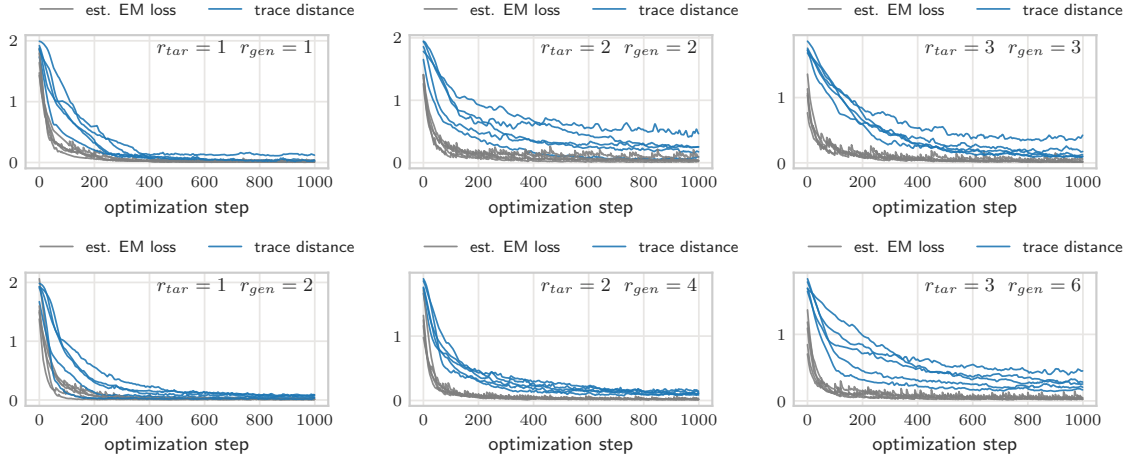 est. EM loss trace distance
est. EM loss trace distance
est. EM loss trace distance
r_tar = 1 r_gen = 1
2
1
0
0 200 400 600 800 1000
optimization step
r_tar = 2 r_gen = 2
1
0
0 200 400 600 800 1000
optimization step
r_tar = 3 r_gen = 3
1
0
0 200 400 600 800 1000
optimization step
est. EM loss trace distance
est. EM loss trace distance
est. EM loss trace distance
r_tar = 1 r_gen = 2
2
1
0
0 200 400 600 800 1000
optimization step
r_tar = 2 r_gen = 4
1
0
0 200 400 600 800 1000
optimization step
r_tar = 3 r_gen = 6
1
0
0 200 400 600 800 1000
optimization step